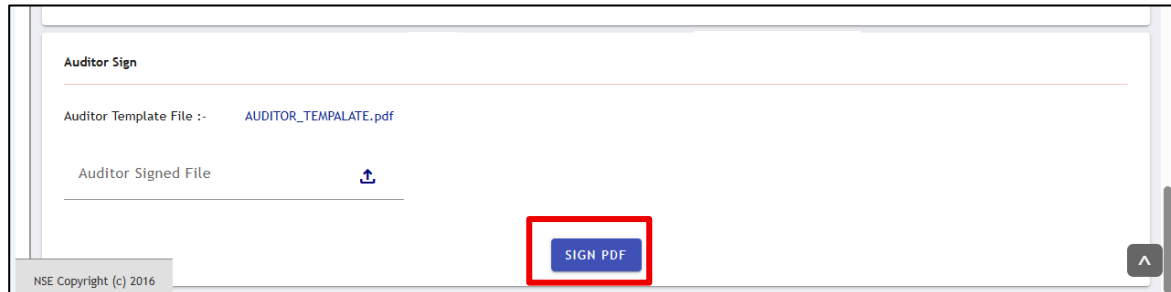 Auditor Sign
Auditor Template File :- AUDITOR_TEMPALATE.pdf
Auditor Signed File
SIGN PDF
NSE Copyright (c) 2016